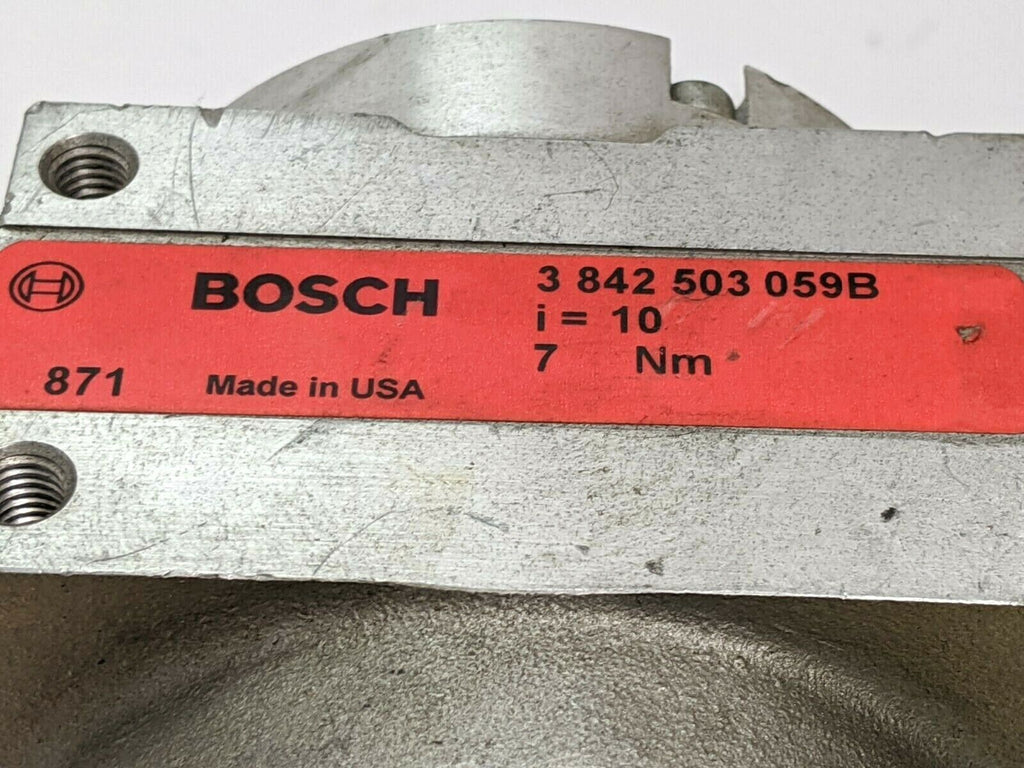 BOSCH
3 842 503 059B
i = 10
7 Nm
871
Made in USA